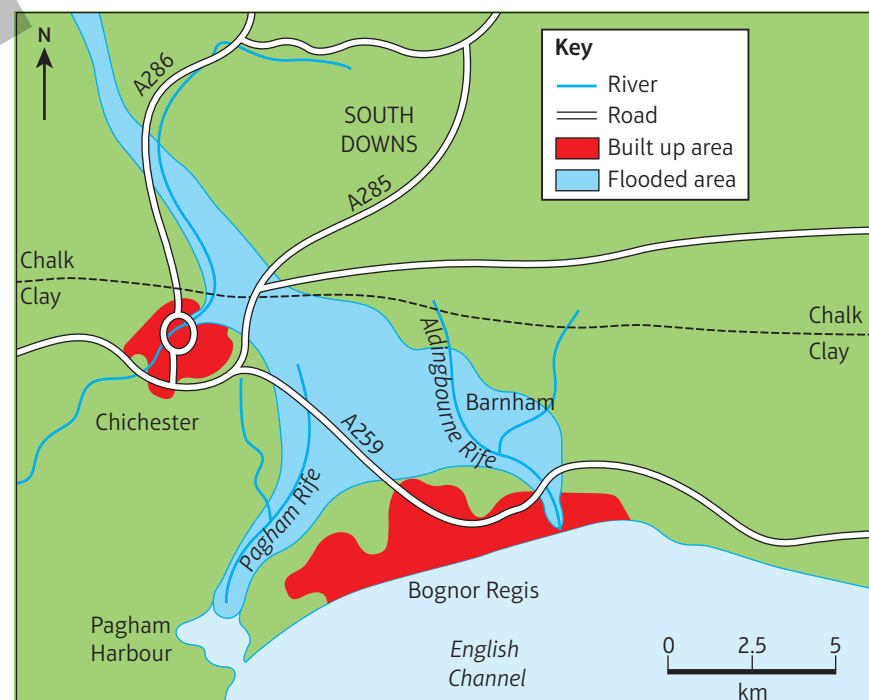 N
A286
Key
River
Road
Built up area
Flooded area
SOUTH
DOWNS
A285
Chalk
Clay
Chalk
Clay
Aldingbourne Rife
Barnham
Chichester
A259
Pagham Rife
Bognor Regis
Pagham
Harbour
English
Channel
0 2.5 5
km